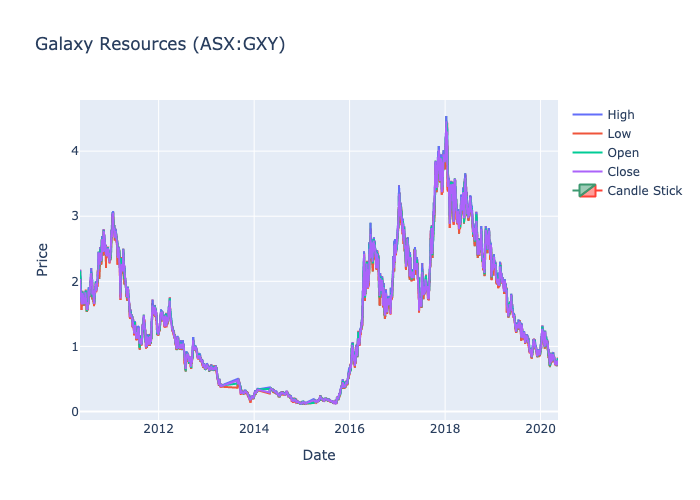 Galaxy Resources (ASX:GXY)
High
Low
Open
Close
Candle Stick
4
3
2
1
0
Price
2012 2014 2016 2018 2020
Date